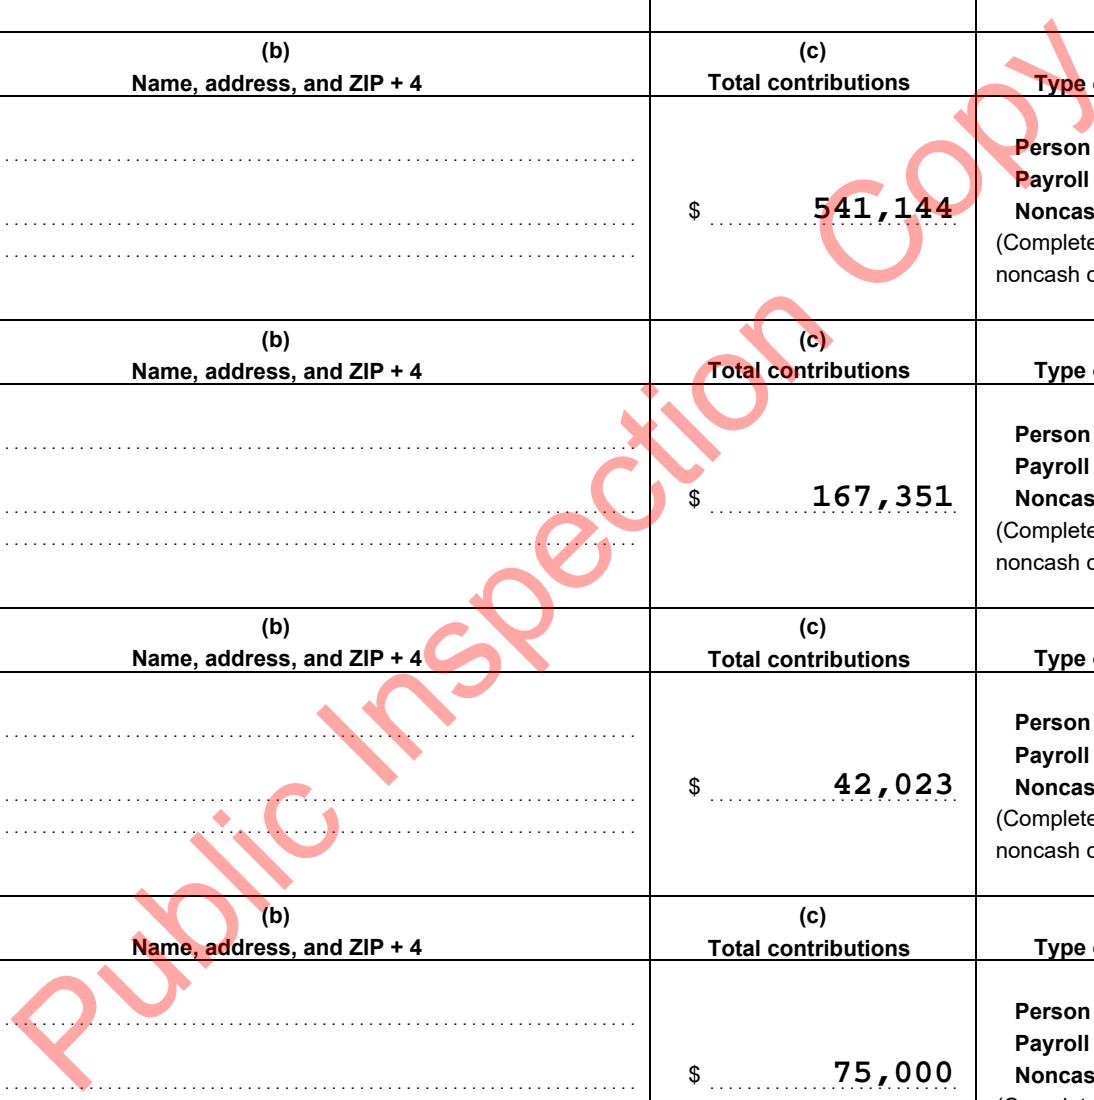 (b) (c)
Name, address, and ZIP + 4 Total contributions Type
Person
Payroll
$ 541,144 Noncas
(Complete
noncash
(b) (c)
Name, address, and ZIP + 4 Total contributions Type
Person
Payroll
$ 167,351 Noncas
(Complete
noncash
(b) (c)
Name, address, and ZIP + 4 Total contributions Type
Person
Payroll
$ 42,023 Noncas
(Complete
noncash
(b) (c)
Name, address, and ZIP + 4 Total contributions Type
Person
Payroll
$ 75,000 Noncas
Public Inspection Copy